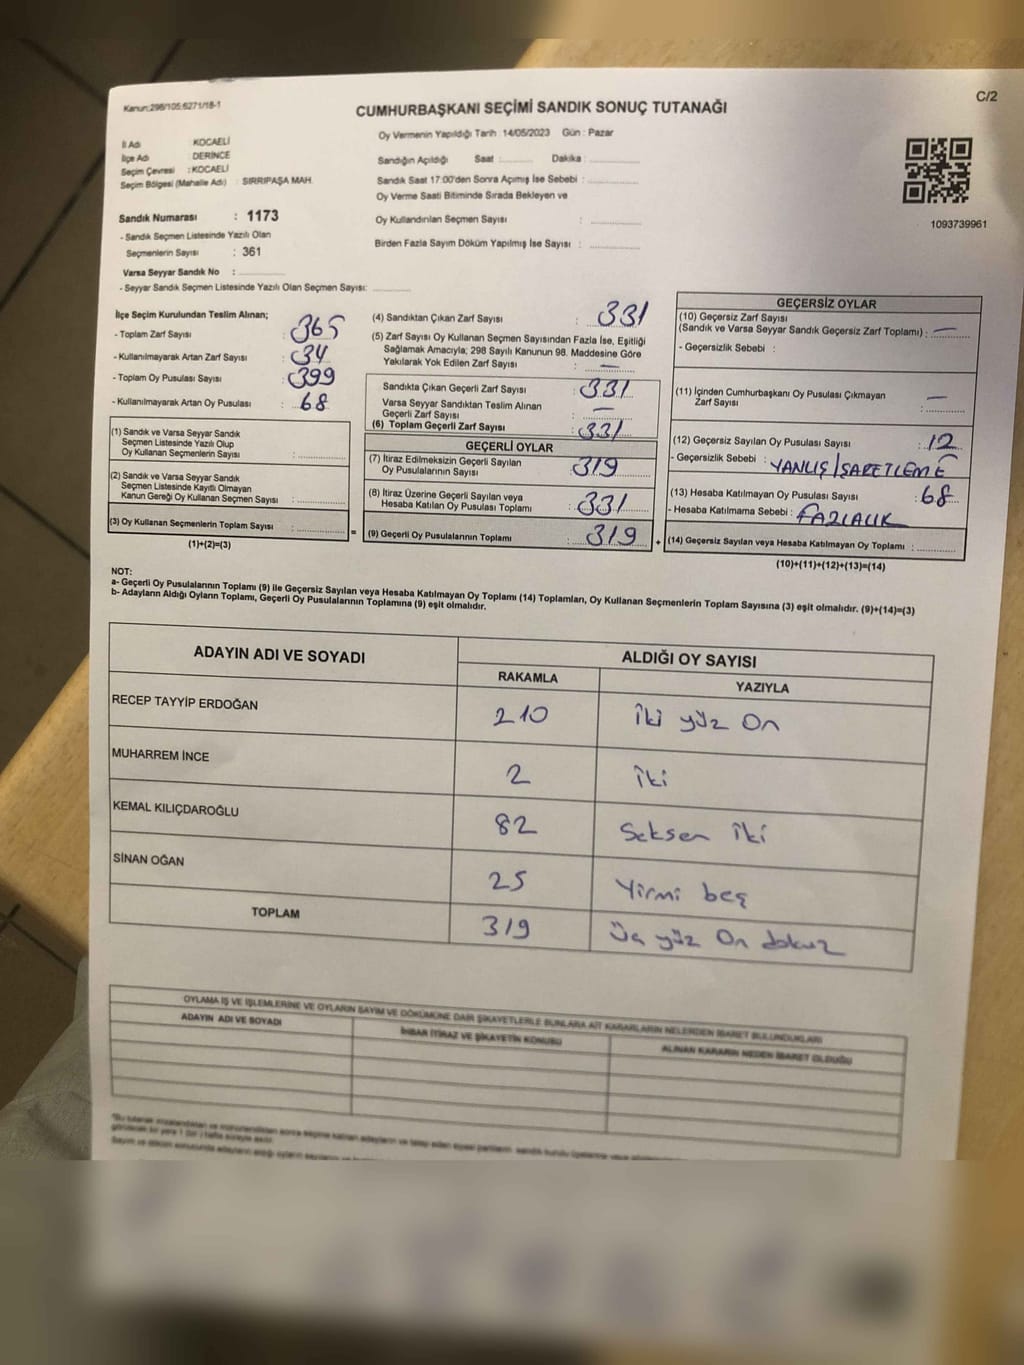 Kanun:298/105;6271/18-1
C/2
CUMHURBAŞKANI SEÇİMİ SANDIK SONUÇ TUTANAĞI
Oy Vermenin Yapıldığı Tarih : 14/05/2023 Gün : Pazar
İl Adı : KOCAELİ
İlçe Adı : DERİNCE
Seçim Çevresi : KOCAELİ
Seçim Bölgesi (Mahalle Adı) : SIRRIPAŞA MAH.
Sandık Numarası : 1173
- Sandık Seçmen Listesinde Yazılı Olan
Seçmenlerin Sayısı : 361
Varsa Seyyar Sandık No :
- Seyyar Sandık Seçmen Listesinde Yazılı Olan Seçmen Sayısı:
Sandığın Açıldığı Saat : Dakika :
Sandık Saat 17:00'den Sonra Açımış İse Sebebi :
Oy Verme Saati Bitiminde Sırada Bekleyen ve
Oy Kullandırılan Seçmen Sayısı :
Birden Fazla Sayım Döküm Yapılmış İse Sayısı :
1093739961
İlçe Seçim Kurulundan Teslim Alınan;
- Toplam Zarf Sayısı : 365
- Kullanılmayarak Artan Zarf Sayısı : 34
- Toplam Oy Pusulası Sayısı : 399
- Kullanılmayarak Artan Oy Pusulası : 68
(1) Sandık ve Varsa Seyyar Sandık
Seçmen Listesinde Yazılı Olup
Oy Kullanan Seçmenlerin Sayısı :
(2) Sandık ve Varsa Seyyar Sandık
Seçmen Listesinde Kayıtlı Olmayan
Kanun Gereği Oy Kullanan Seçmen Sayısı :
(3) Oy Kullanan Seçmenlerin Toplam Sayısı :
(1)+(2)=(3)
(4) Sandıktan Çıkan Zarf Sayısı : 331
(5) Zarf Sayısı Oy Kullanan Seçmen Sayısından Fazla İse, Eşitliği
Sağlamak Amacıyla; 298 Sayılı Kanunun 98. Maddesine Göre
Yakılarak Yok Edilen Zarf Sayısı : —
Sandıkta Çıkan Geçerli Zarf Sayısı : 331
Varsa Seyyar Sandıktan Teslim Alınan
Geçerli Zarf Sayısı : —
(6) Toplam Geçerli Zarf Sayısı : 331
GEÇERLİ OYLAR
(7) İtiraz Edilmeksizin Geçerli Sayılan
Oy Pusulalarının Sayısı : 319
(8) İtiraz Üzerine Geçerli Sayılan veya
Hesaba Katılan Oy Pusulası Toplamı : 331
= (9) Geçerli Oy Pusulalarının Toplamı : 319 +
GEÇERSİZ OYLAR
(10) Geçersiz Zarf Sayısı
(Sandık ve Varsa Seyyar Sandık Geçersiz Zarf Toplamı) : —
- Geçersizlik Sebebi :
(11) İçinden Cumhurbaşkanı Oy Pusulası Çıkmayan
Zarf Sayısı : —
(12) Geçersiz Sayılan Oy Pusulası Sayısı : 12
- Geçersizlik Sebebi : YANLIŞ İŞARETLEME
(13) Hesaba Katılmayan Oy Pusulası Sayısı : 68
- Hesaba Katılmama Sebebi : FAZLALIK
(14) Geçersiz Sayılan veya Hesaba Katılmayan Oy Toplamı :
(10)+(11)+(12)+(13)=(14)
NOT:
a- Geçerli Oy Pusulalarının Toplamı (9) ile Geçersiz Sayılan veya Hesaba Katılmayan Oy Toplamı (14) Toplamları, Oy Kullanan Seçmenlerin Toplam Sayısına (3) eşit olmalıdır. (9)+(14)=(3)
b- Adayların Aldığı Oyların Toplamı, Geçerli Oy Pusulalarının Toplamına (9) eşit olmalıdır.
ADAYIN ADI VE SOYADI ALDIĞI OY SAYISI
RAKAMLA YAZIYLA
RECEP TAYYİP ERDOĞAN 210 İki yüz On
MUHARREM İNCE 2 İki
KEMAL KILIÇDAROĞLU 82 Seksen İki
SİNAN OĞAN 25 Yirmi beş
TOPLAM 319 Üç yüz On dokuz
OYLAMA İŞ VE İŞLEMLERİNE VE OYLARIN SAYIM VE DÖKÜMÜNE DAİR ŞİKAYETLERLE BUNLARA AİT KARARLARIN NELERDEN İBARET BULUNDUKLARI
ADAYIN ADI VE SOYADI İHBAR İTİRAZ VE ŞİKAYETİN KONUSU ALINAN KARARIN NEDEN İBARET OLDUĞU